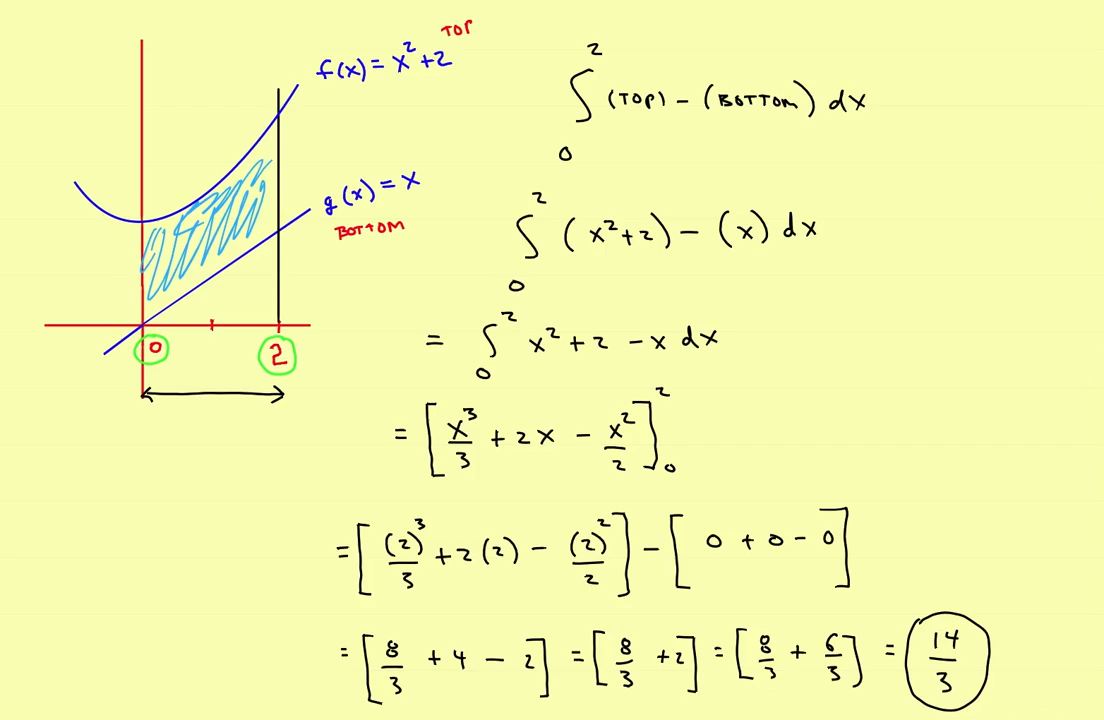 TOP
f(x) = x² + 2
∫₀² (TOP) − (BOTTOM) dx
g(x) = x
BOTTOM
∫₀² (x² + 2) − (x) dx
0 2
= ∫₀² x² + 2 − x dx
= [x³/3 + 2x − x²/2]₀²
= [(2)³/3 + 2(2) − (2)²/2] − [0 + 0 − 0]
= [8/3 + 4 − 2] = [8/3 + 2] = [8/3 + 6/3] = 14/3